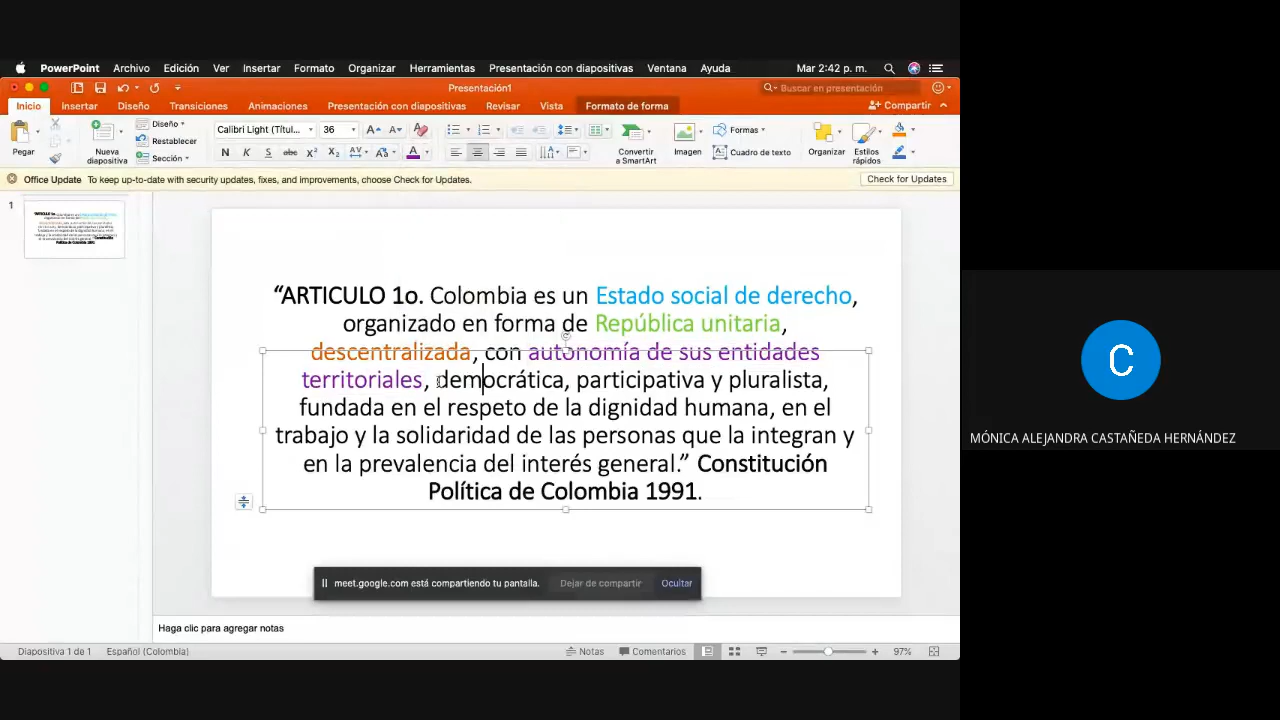 PowerPoint Archivo Edición Ver Insertar Formato Organizar Herramientas Presentación con diapositivas Ventana Ayuda Mar 2:42 p. m.
Presentación1
Buscar en presentación
Inicio Insertar Diseño Transiciones Animaciones Presentación con diapositivas Revisar Vista Formato de forma Compartir
Pegar
Nueva diapositiva
Diseño
Restablecer
Sección
Calibri Light (Títul... 36
N K S abc X² X₂ AV Aa A
Convertir a SmartArt
Imagen
Formas
Cuadro de texto
Organizar
Estilos rápidos
Office Update To keep up-to-date with security updates, fixes, and improvements, choose Check for Updates. Check for Updates
1
“ARTICULO 1o. Colombia es un Estado social de derecho,
organizado en forma de República unitaria,
descentralizada, con autonomía de sus entidades
territoriales, democrática, participativa y pluralista,
fundada en el respeto de la dignidad humana, en el
trabajo y la solidaridad de las personas que la integran y
en la prevalencia del interés general.” Constitución
Política de Colombia 1991.
meet.google.com está compartiendo tu pantalla. Dejar de compartir Ocultar
Haga clic para agregar notas
Diapositiva 1 de 1 Español (Colombia) Notas Comentarios 97%
C
MÓNICA ALEJANDRA CASTAÑEDA HERNÁNDEZ